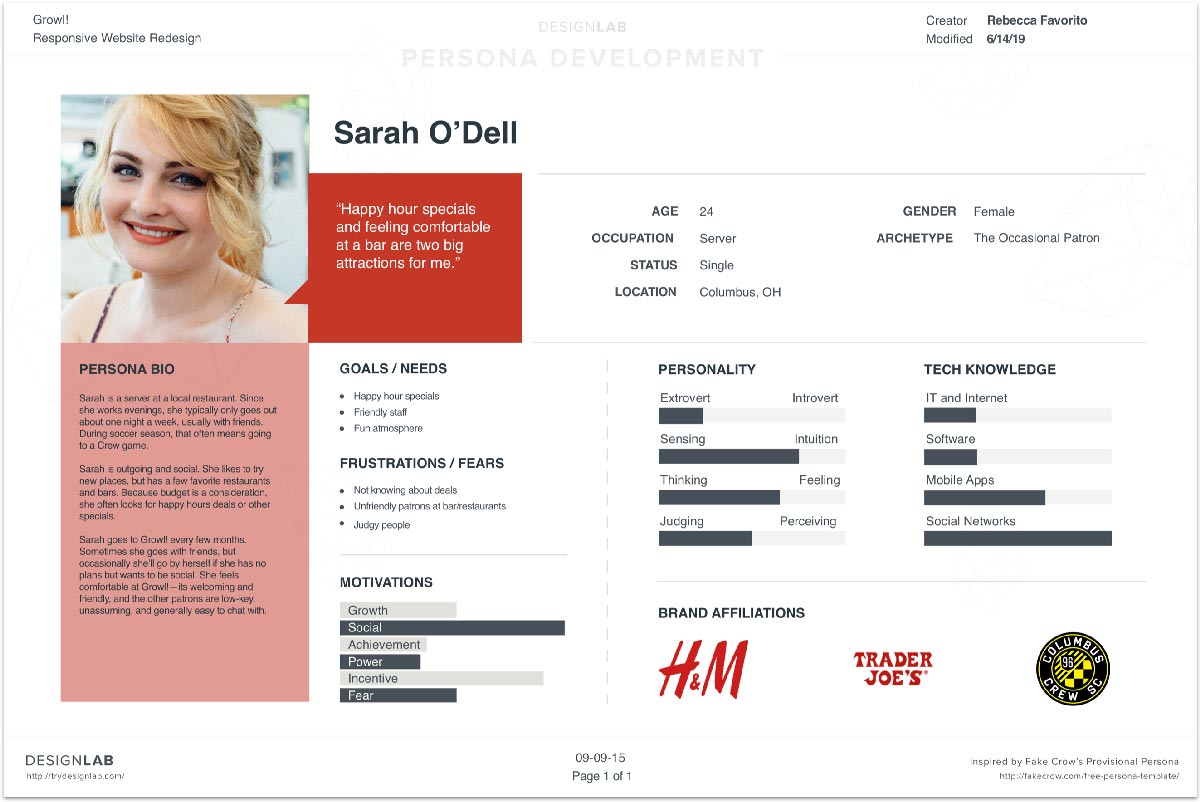 Growl!
Responsive Website Redesign
DESIGNLAB
PERSONA DEVELOPMENT
Creator Rebecca Favorito
Modified 6/14/19
Sarah O’Dell
“Happy hour specials
and feeling comfortable
at a bar are two big
attractions for me.”
AGE 24
OCCUPATION Server
STATUS Single
LOCATION Columbus, OH
GENDER Female
ARCHETYPE The Occasional Patron
PERSONA BIO
Sarah is a server at a local restaurant. Since
she works evenings, she typically only goes out
about one night a week, usually with friends.
During soccer season, that often means going
to a Crew game.
Sarah is outgoing and social. She likes to try
new places, but has a few favorite restaurants
and bars. Because budget is a consideration,
she often looks for happy hours deals or other
specials.
Sarah goes to Growl! every few months.
Sometimes she goes with friends, but
occasionally she’ll go by herself if she has no
plans but wants to be social. She feels
comfortable at Growl!—its welcoming and
friendly, and the other patrons are low-key,
unassuming, and generally easy to chat with.
GOALS / NEEDS
• Happy hour specials
• Friendly staff
• Fun atmosphere
FRUSTRATIONS / FEARS
• Not knowing about deals
• Unfriendly patrons at bar/restaurants
• Judgy people
MOTIVATIONS
Growth
Social
Achievement
Power
Incentive
Fear
PERSONALITY
Extrovert Introvert
Sensing Intuition
Thinking Feeling
Judging Perceiving
TECH KNOWLEDGE
IT and Internet
Software
Mobile Apps
Social Networks
BRAND AFFILIATIONS
H&M
TRADER
JOE'S®
COLUMBUS
96
CREW SC
DESIGNLAB
http://trydesignlab.com/
09-09-15
Page 1 of 1
Inspired by Fake Crow's Provisional Persona
http://fakecrow.com/free-persona-template/